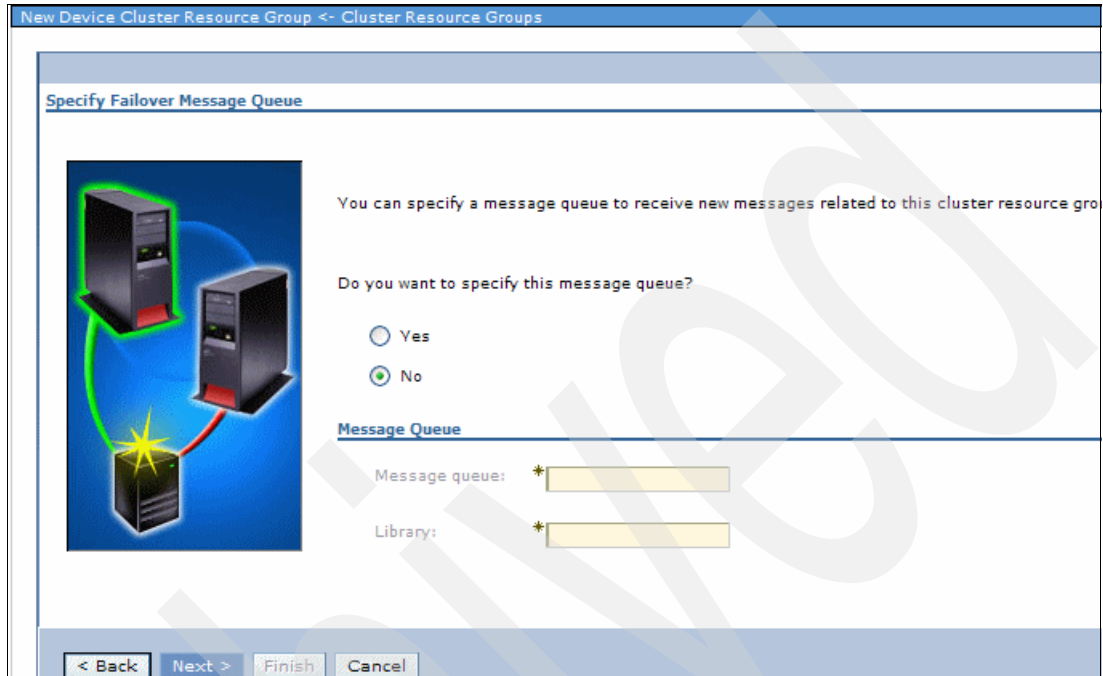 New Device Cluster Resource Group <- Cluster Resource Groups
Specify Failover Message Queue
You can specify a message queue to receive new messages related to this cluster resource gro
Do you want to specify this message queue?
Yes
No
Message Queue
Message queue: *
Library: *
< Back Next > Finish Cancel